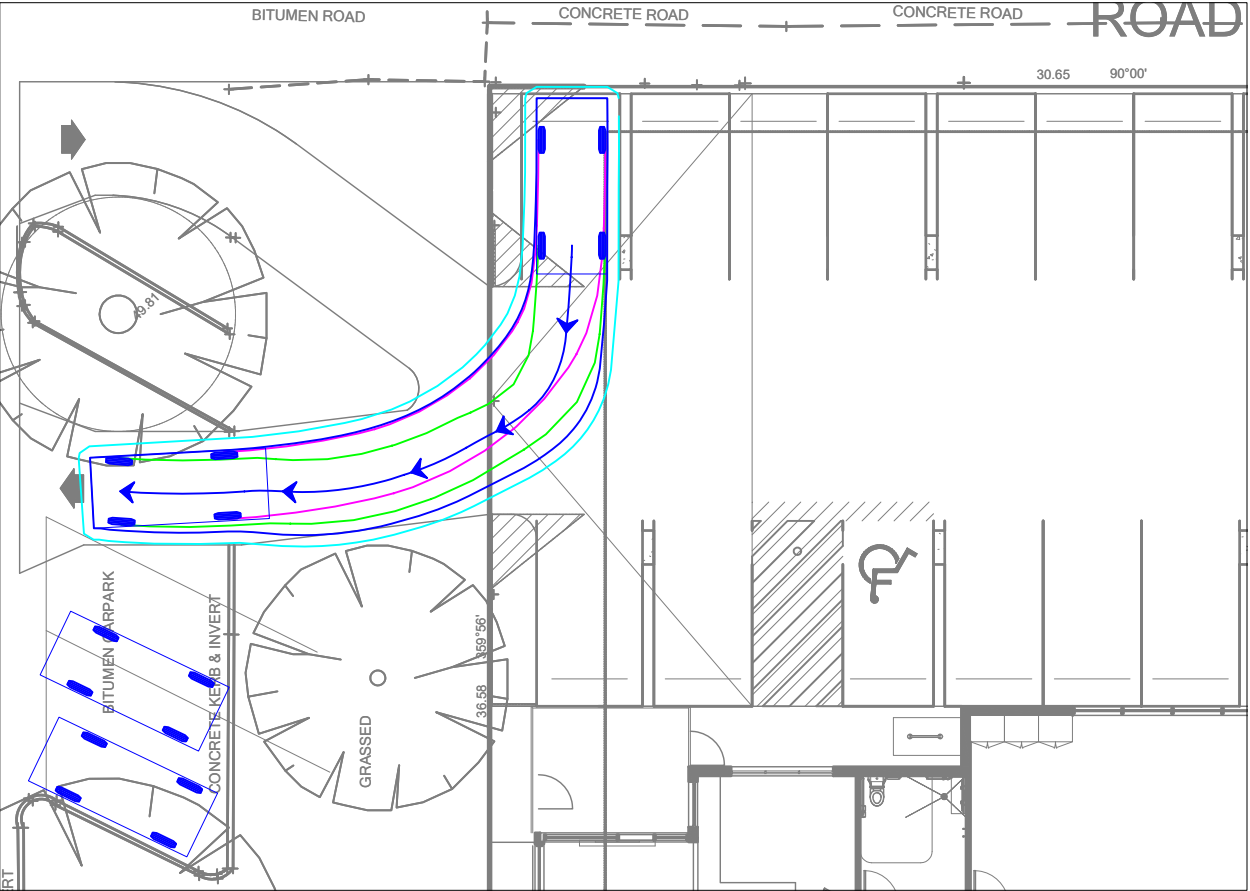 BITUMEN ROAD
CONCRETE ROAD
CONCRETE ROAD
ROAD
30.65
90°00'
19.81
BITUMEN CARPARK
CONCRETE KERB & INVERT
GRASSED
36.58
359°56'